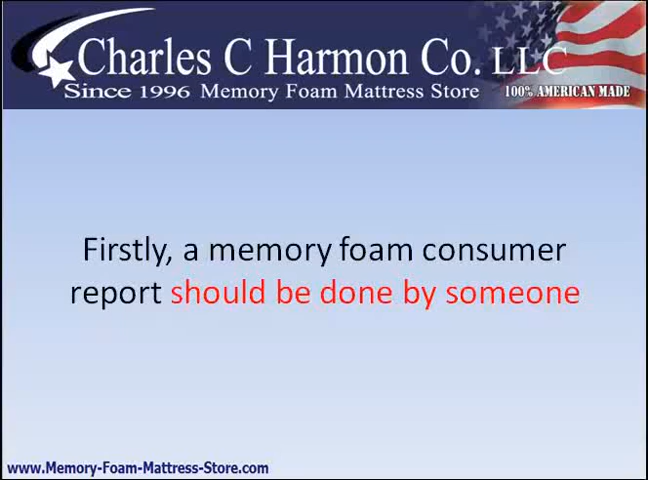 Charles C Harmon Co. LLC
Since 1996 Memory Foam Mattress Store
100% AMERICAN MADE
Firstly, a memory foam consumer
report should be done by someone
www.Memory-Foam-Mattress-Store.com